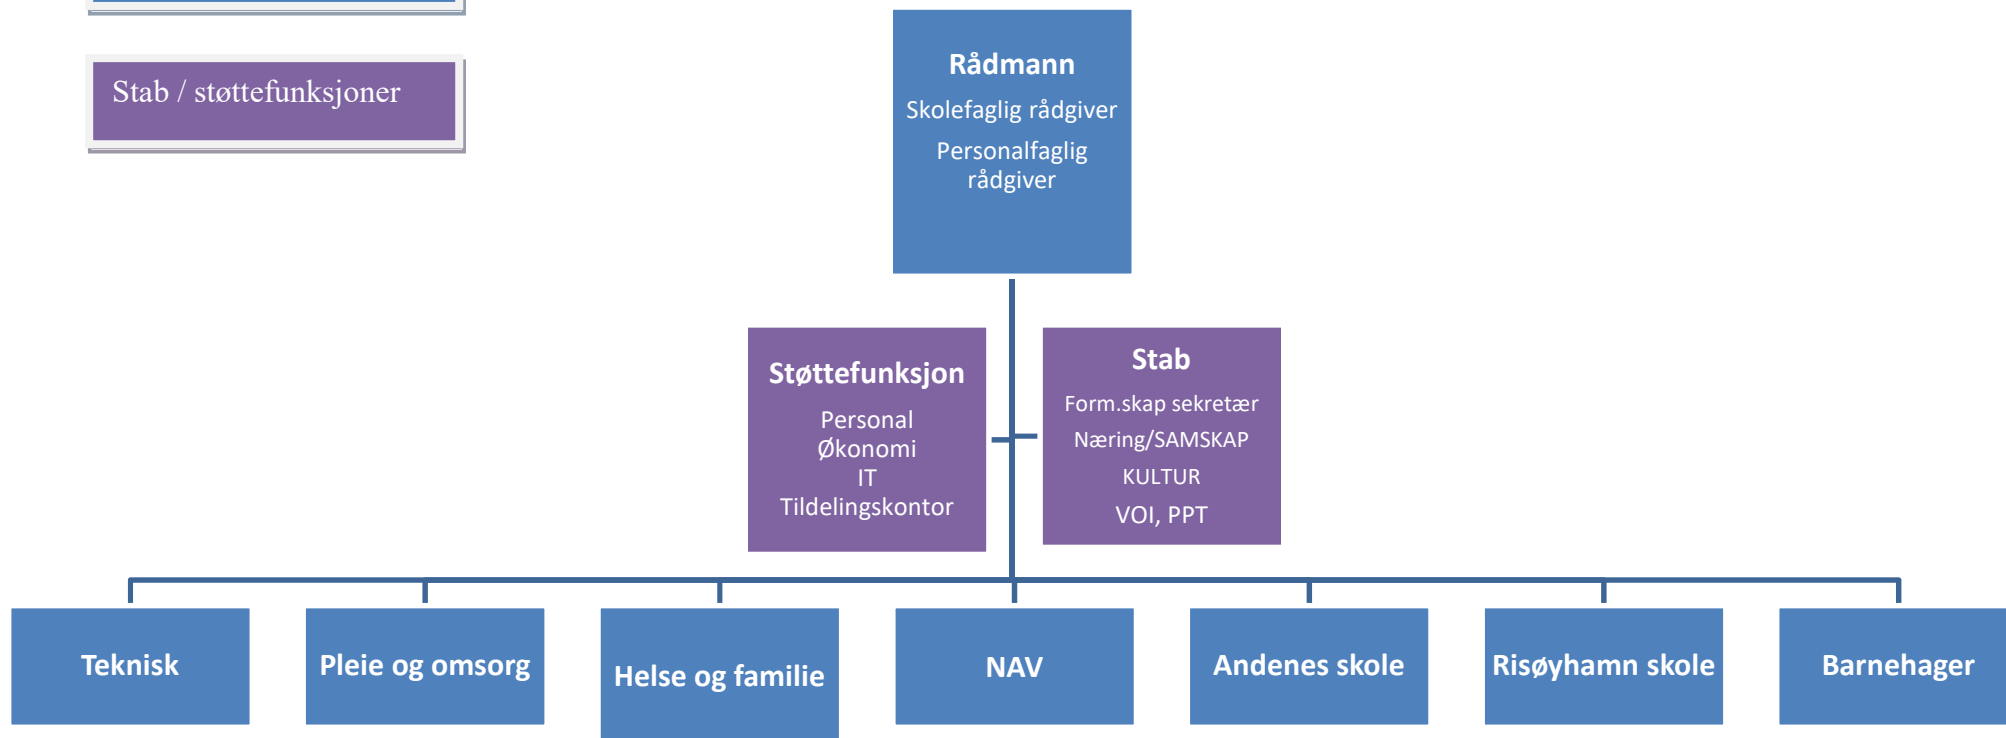 Stab / støttefunksjoner
Rådmann
Skolefaglig rådgiver
Personalfaglig
rådgiver
Støttefunksjon
Personal
Økonomi
IT
Tildelingskontor
Stab
Form.skap sekretær
Næring/SAMSKAP
KULTUR
VOI, PPT
Teknisk
Pleie og omsorg
Helse og familie
NAV
Andenes skole
Risøyhamn skole
Barnehager